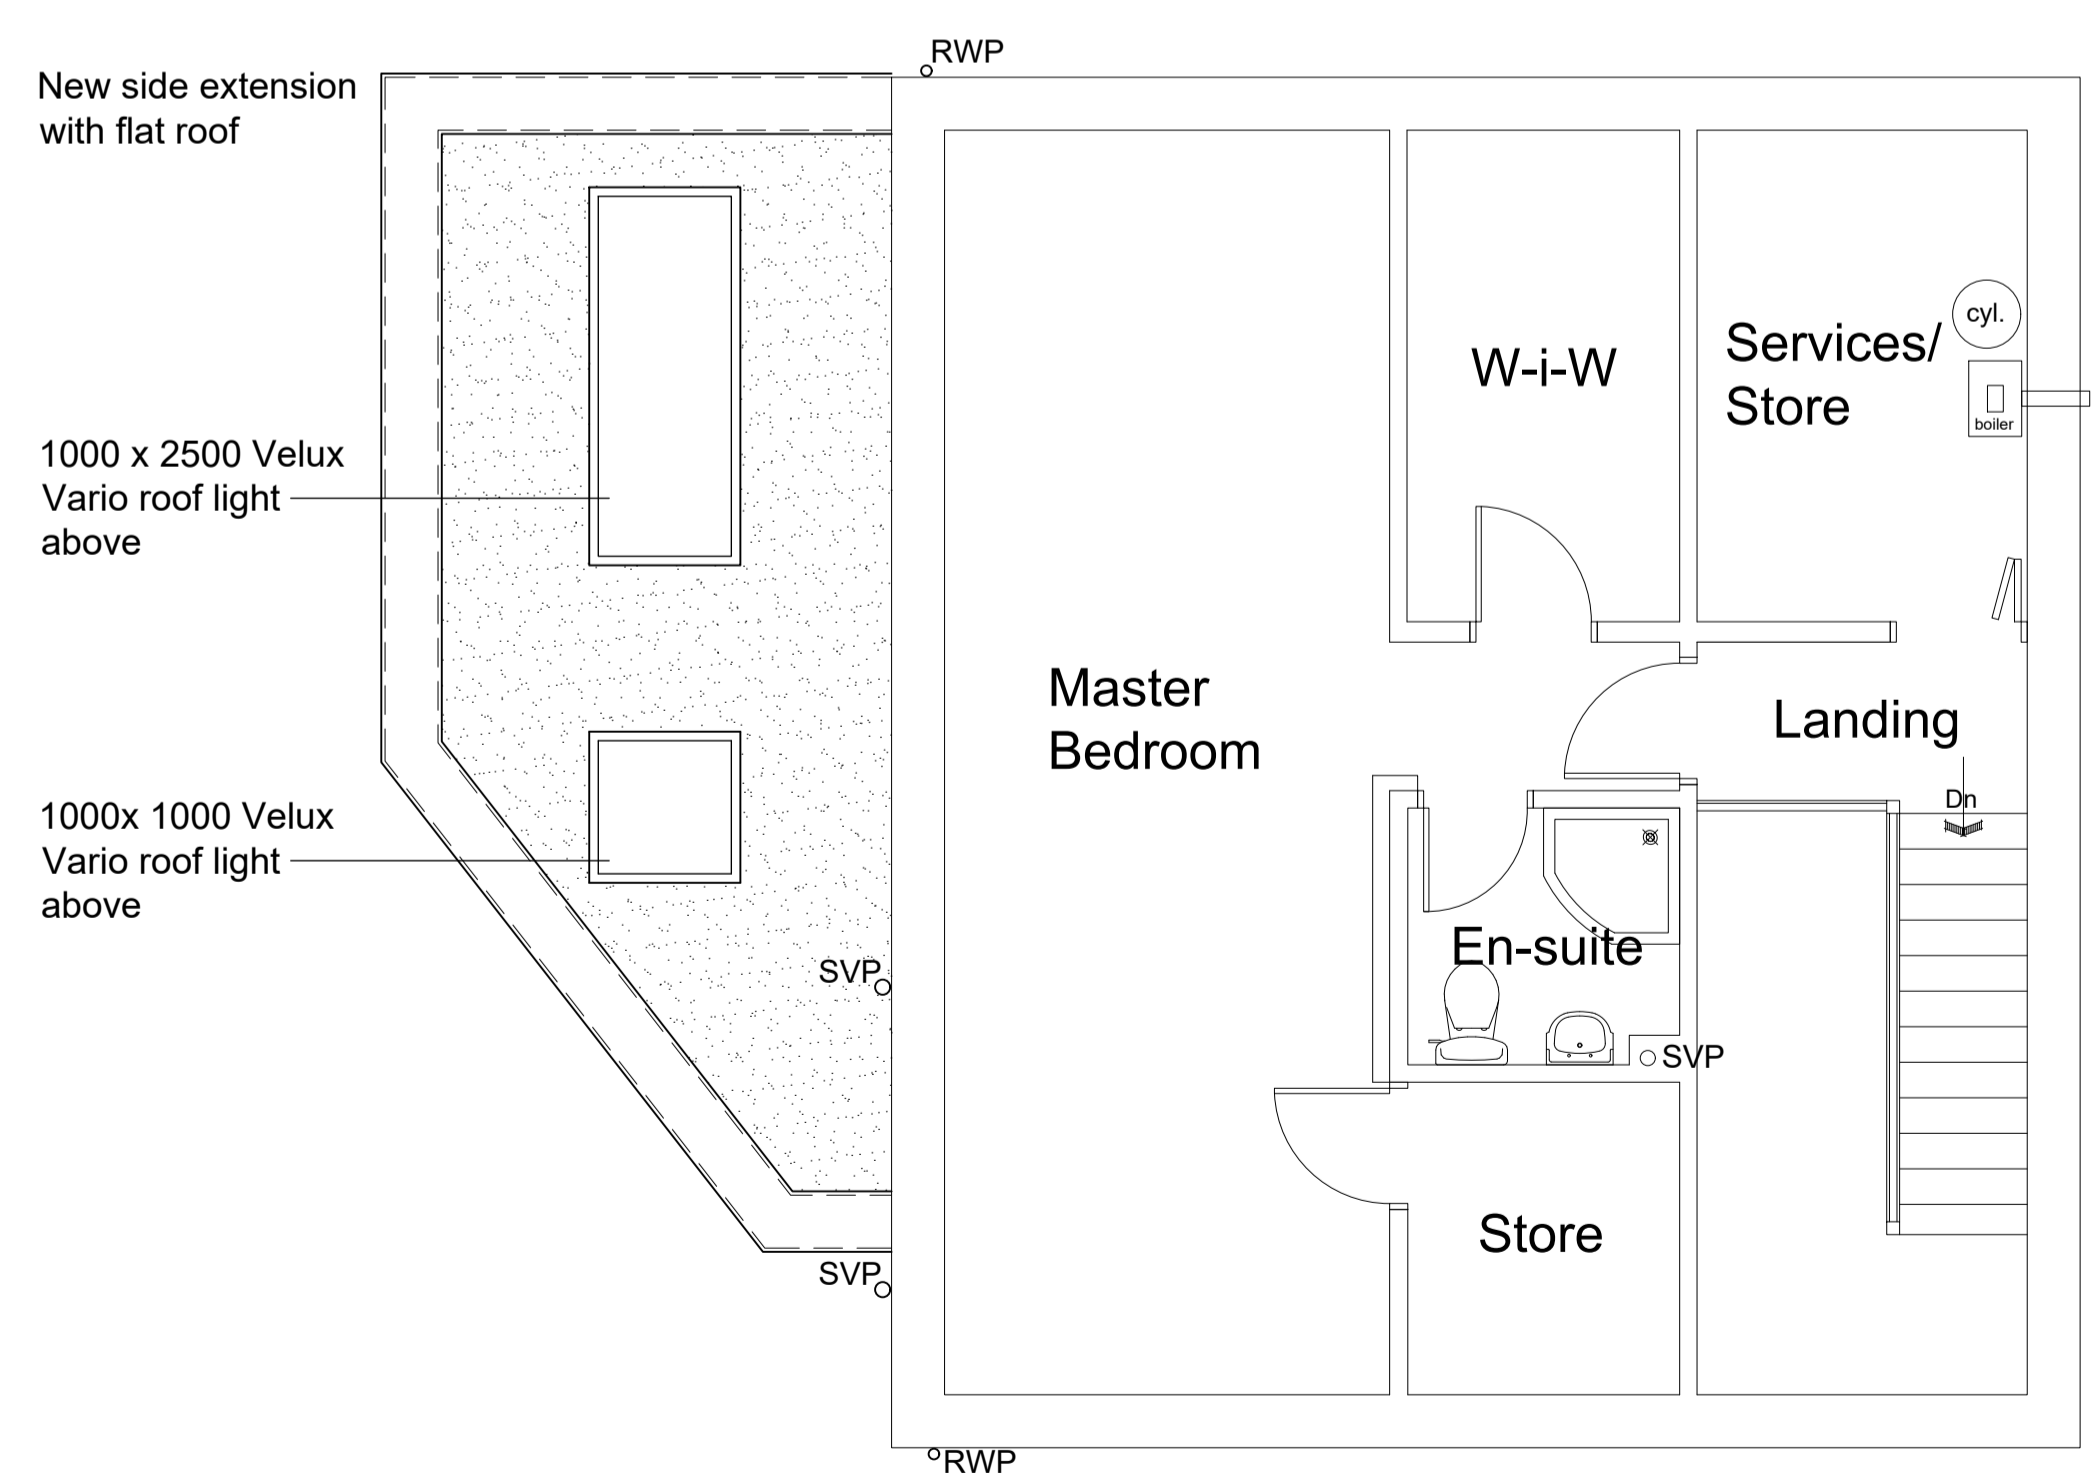 RWP
New side extension
with flat roof
cyl.
Services/
Store
W-i-W
boiler
1000 x 2500 Velux
Vario roof light
above
Master
Bedroom
Landing
Dn
1000x 1000 Velux
Vario roof light
above
En-suite
SVP
SVP
Store
SVP
RWP